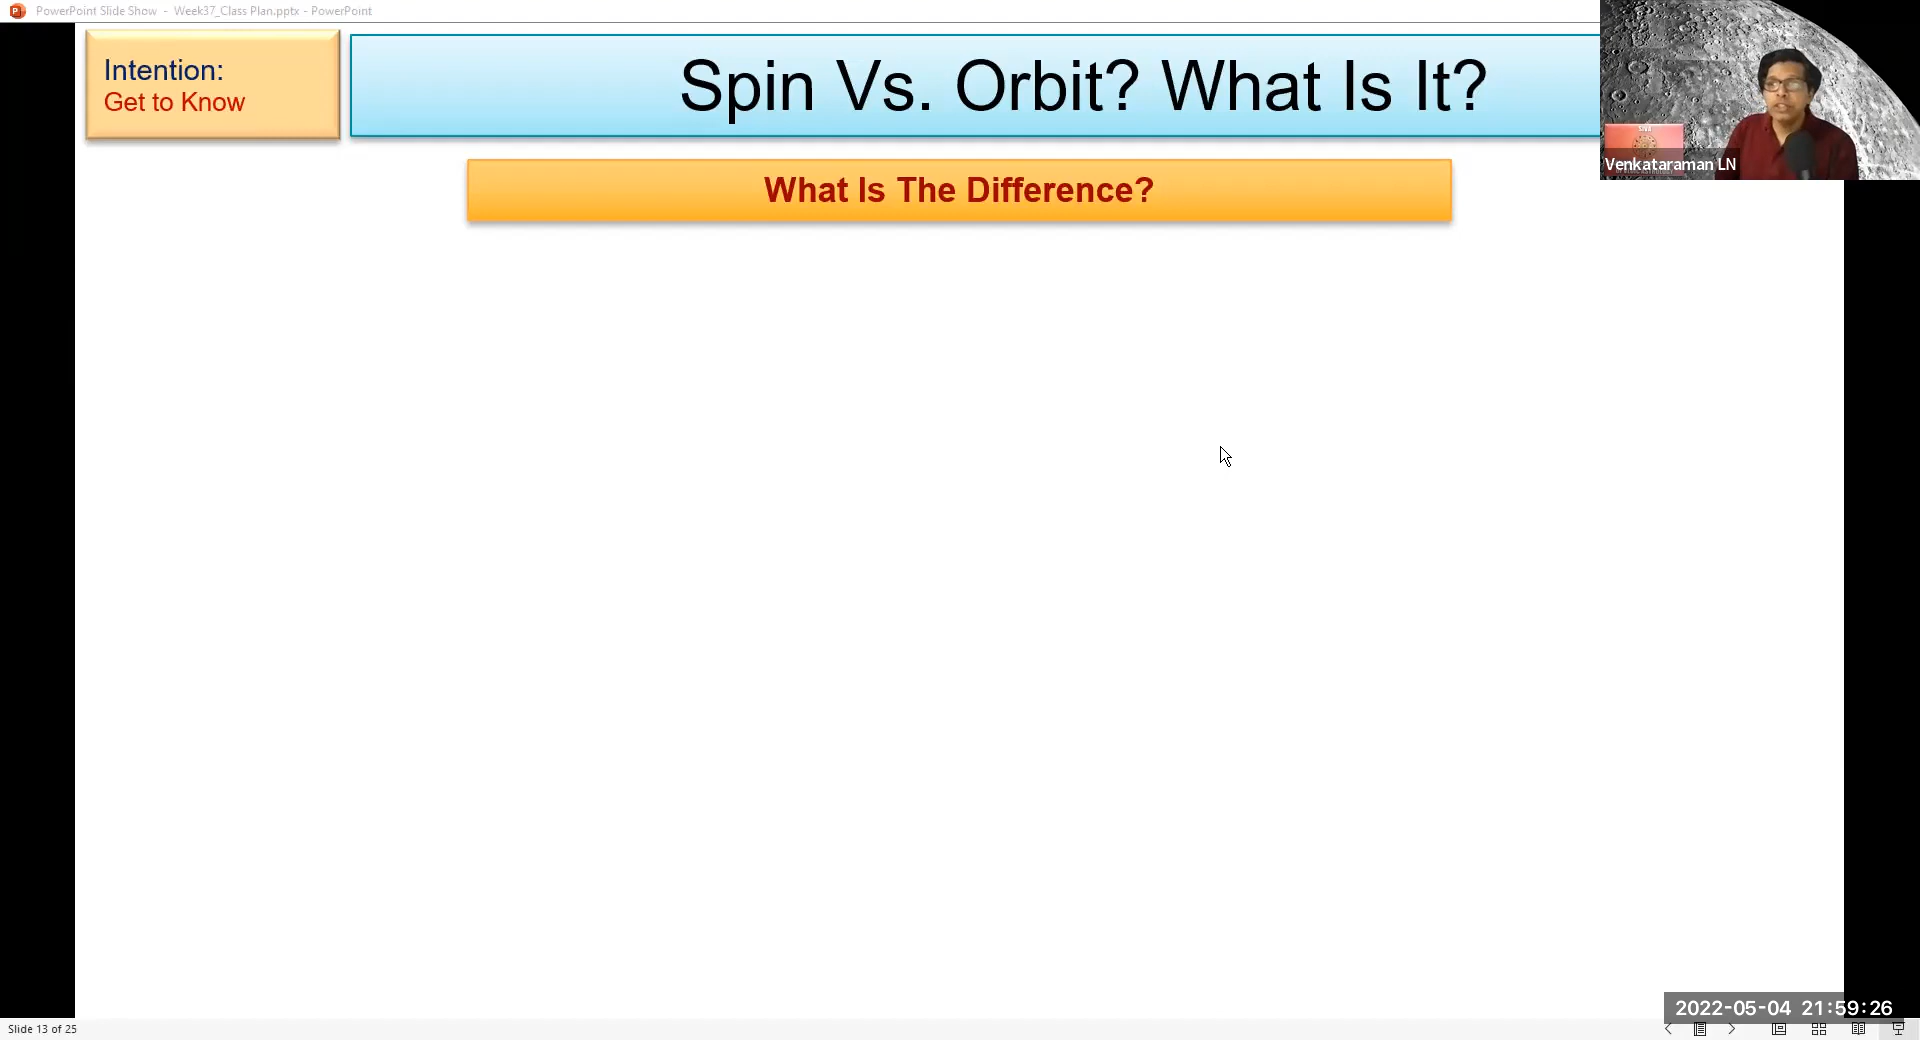 PowerPoint Slide Show - Week37_Class Plan.pptx - PowerPoint
Intention:
Get to Know
Spin Vs. Orbit? What Is It?
What Is The Difference?
SIVA
Venkataraman LN
2022-05-04 21:59:26
Slide 13 of 25